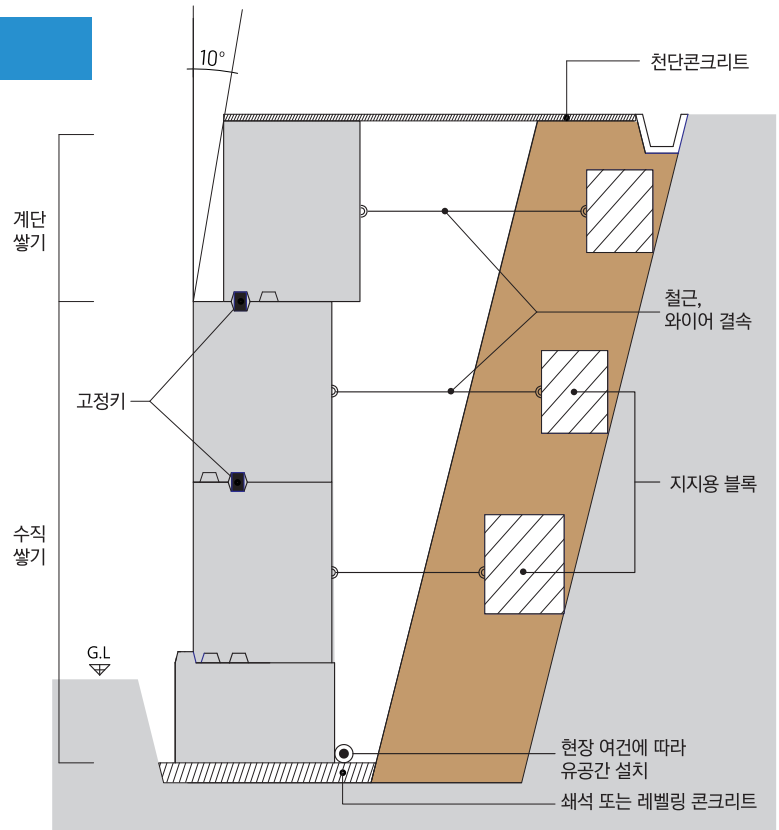 10°
천단콘크리트
계단
쌓기
철근,
와이어 결속
고정키
지지용 블록
수직
쌓기
G.L
현장 여건에 따라
유공간 설치
쇄석 또는 레벨링 콘크리트